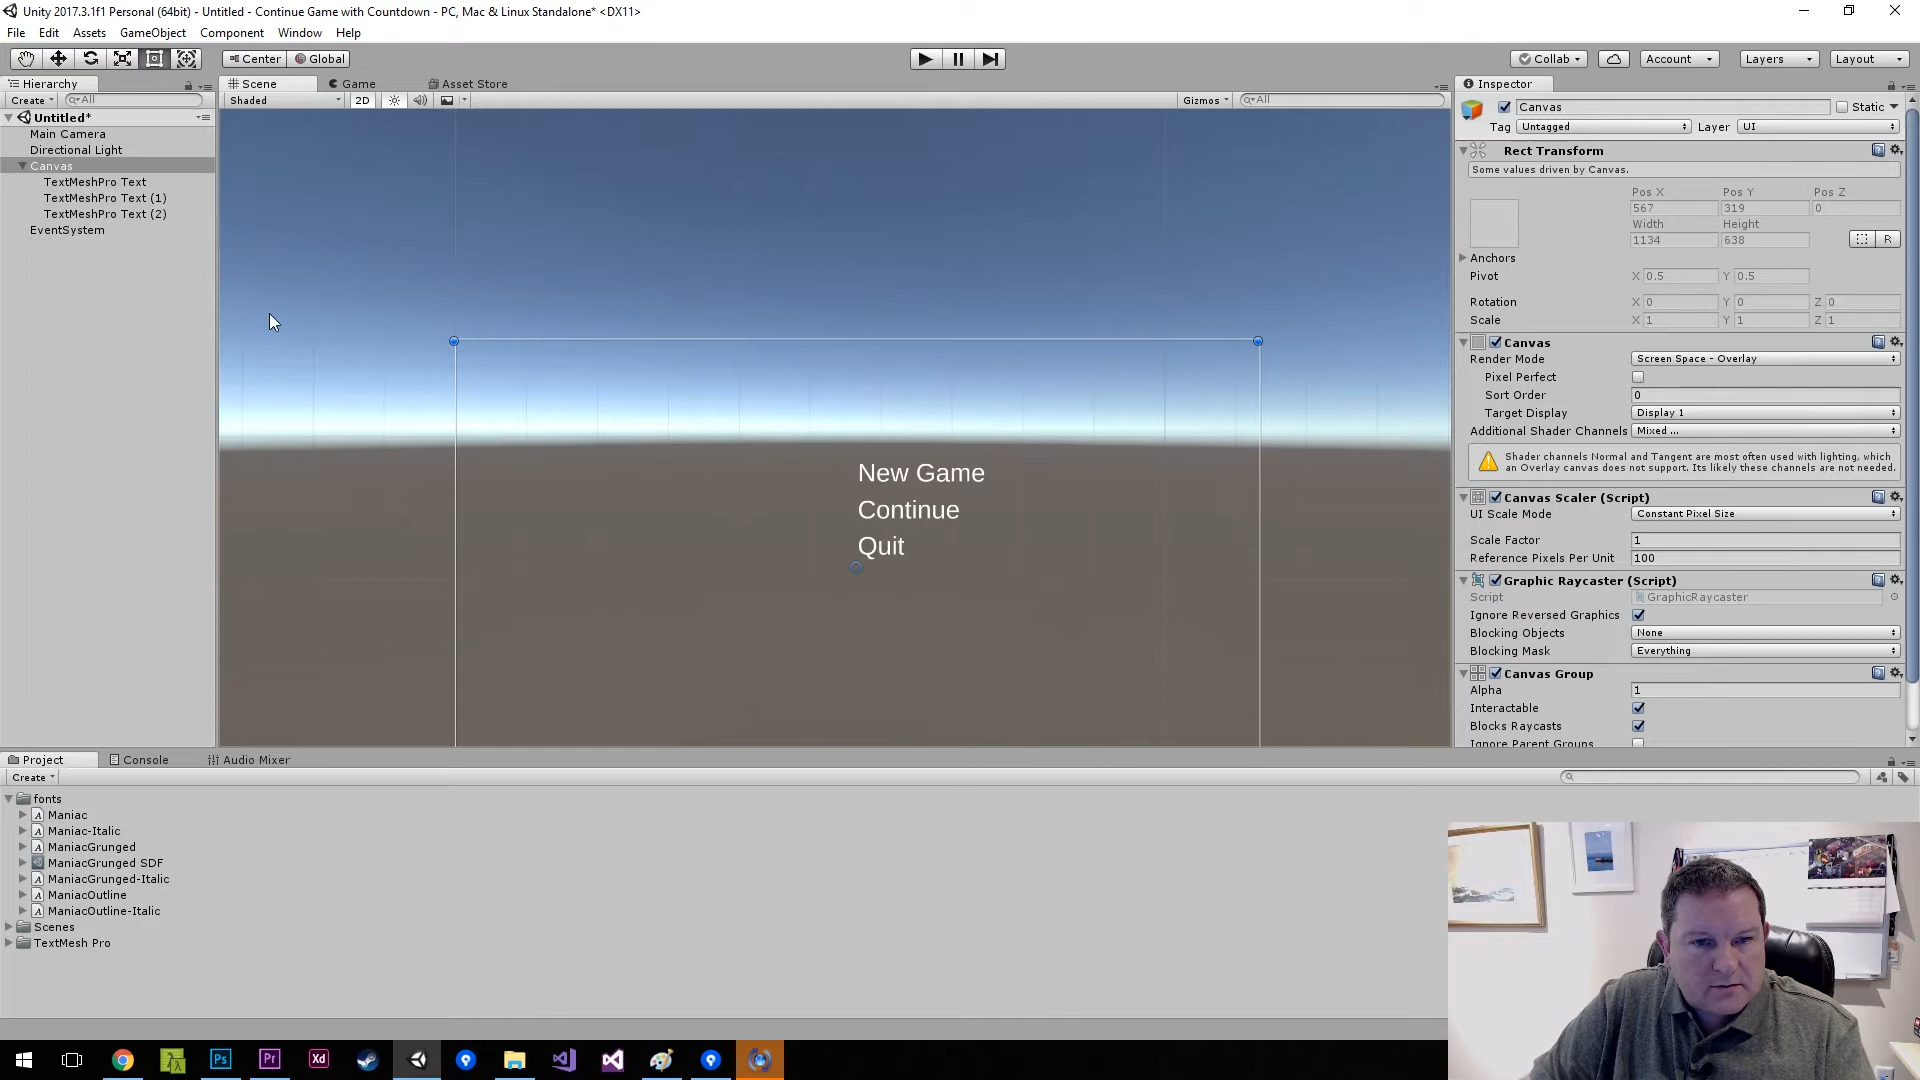 Unity 2017.3.1f1 Personal (64bit) - Untitled - Continue Game with Countdown - PC, Mac & Linux Standalone* <DX11>
File Edit Assets GameObject Component Window Help
Center Global Collab Account Layers Layout
Hierarchy
Create All
Untitled*
Main Camera
Directional Light
Canvas
TextMeshPro Text
TextMeshPro Text (1)
TextMeshPro Text (2)
EventSystem
Scene Game Asset Store
Shaded 2D Gizmos All
New Game
Continue
Quit
Inspector
Canvas Static
Tag Untagged Layer UI
Rect Transform
Some values driven by Canvas.
Pos X Pos Y Pos Z
567 319 0
Width Height
1134 638 R
Anchors
Pivot X 0.5 Y 0.5
Rotation X 0 Y 0 Z 0
Scale X 1 Y 1 Z 1
Canvas
Render Mode Screen Space - Overlay
Pixel Perfect
Sort Order 0
Target Display Display 1
Additional Shader Channels Mixed ...
Shader channels Normal and Tangent are most often used with lighting, which
an Overlay canvas does not support. Its likely these channels are not needed.
Canvas Scaler (Script)
UI Scale Mode Constant Pixel Size
Scale Factor 1
Reference Pixels Per Unit 100
Graphic Raycaster (Script)
Script GraphicRaycaster
Ignore Reversed Graphics
Blocking Objects None
Blocking Mask Everything
Canvas Group
Alpha 1
Interactable
Blocks Raycasts
Ignore Parent Groups
Project Console Audio Mixer
Create
fonts
Maniac
Maniac-Italic
ManiacGrunged
ManiacGrunged SDF
ManiacGrunged-Italic
ManiacOutline
ManiacOutline-Italic
Scenes
TextMesh Pro
Ps Pr Xd